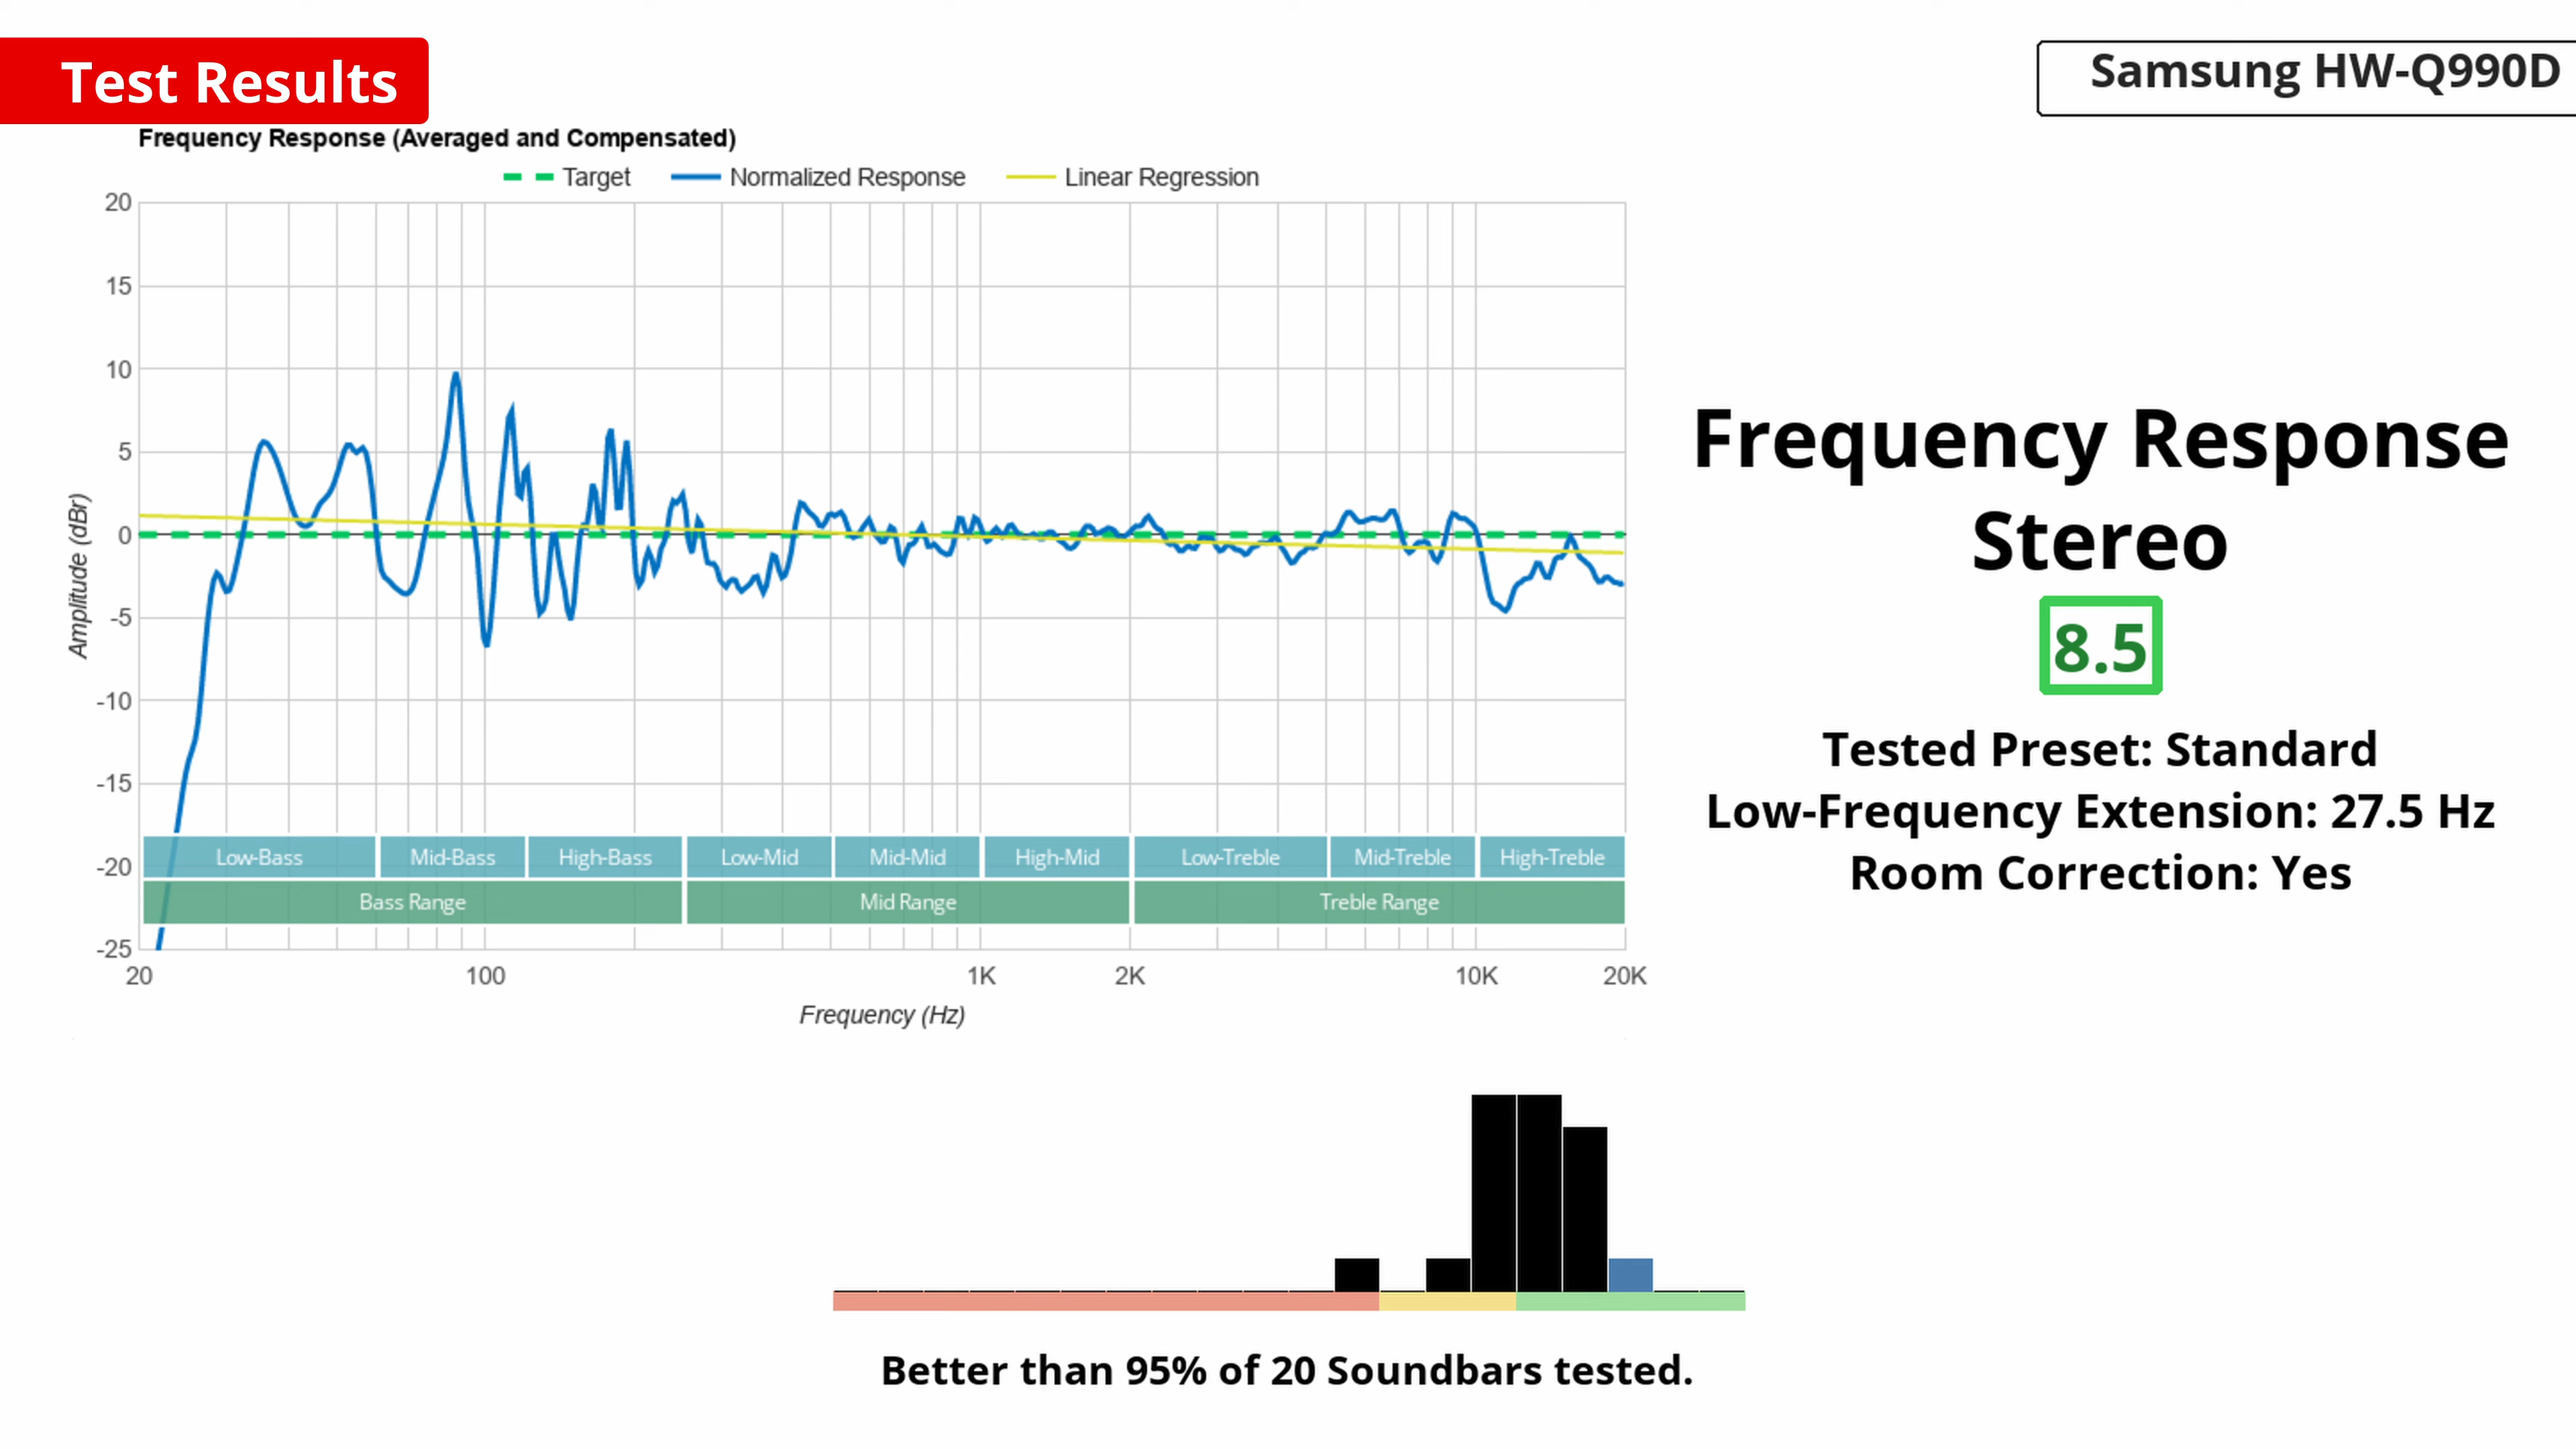 Test Results
Samsung HW-Q990D
Frequency Response (Averaged and Compensated)
Target
Normalized Response
Linear Regression
20
15
10
5
0
-5
-10
-15
-20
-25
Amplitude (dBr)
Low-Bass
Mid-Bass
High-Bass
Low-Mid
Mid-Mid
High-Mid
Low-Treble
Mid-Treble
High-Treble
Bass Range
Mid Range
Treble Range
20
100
1K
2K
10K
20K
Frequency (Hz)
Frequency Response
Stereo
8.5
Tested Preset: Standard
Low-Frequency Extension: 27.5 Hz
Room Correction: Yes
Better than 95% of 20 Soundbars tested.